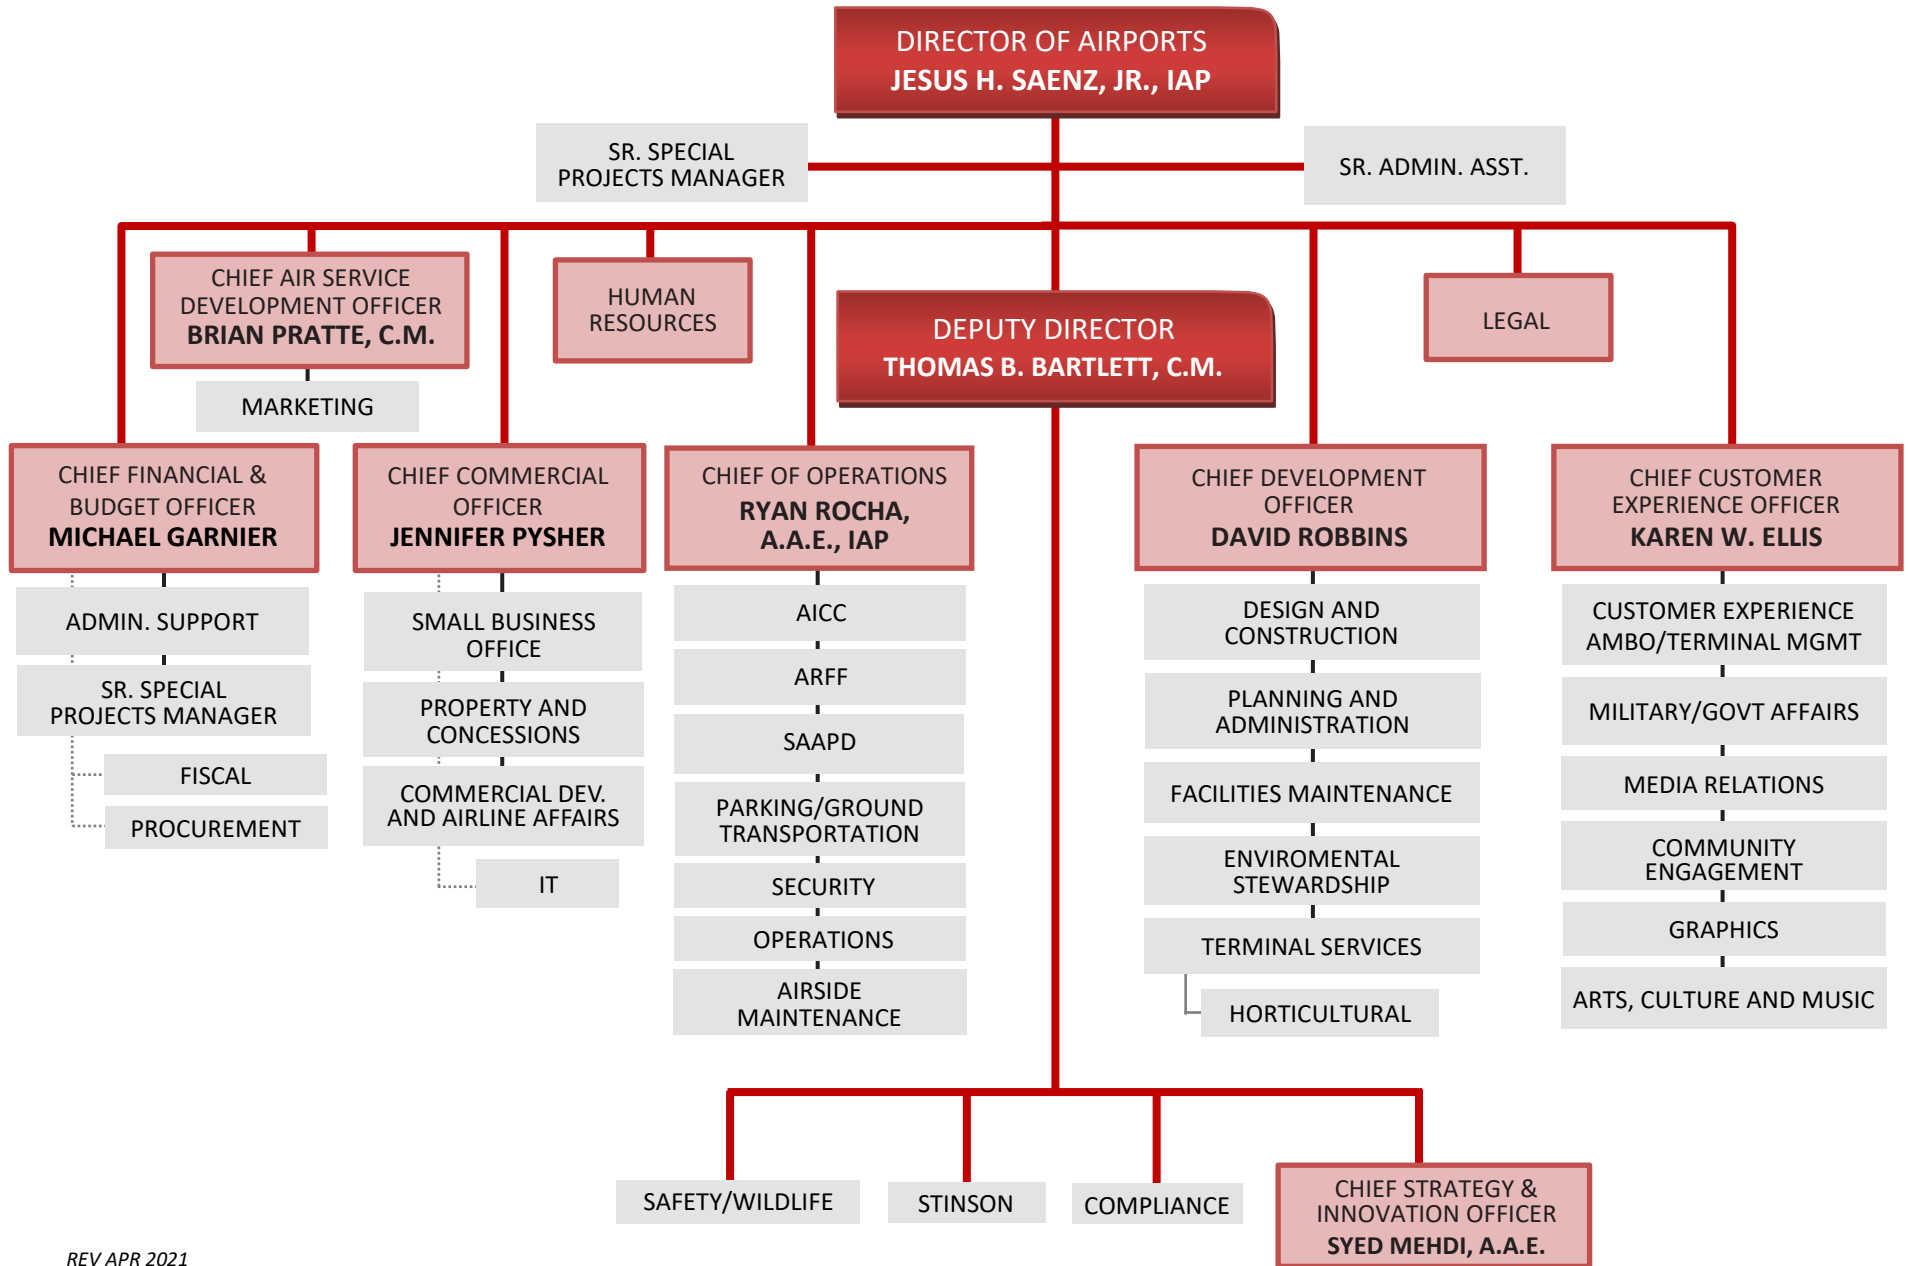 DIRECTOR OF AIRPORTS
JESUS H. SAENZ, JR., IAP
SR. SPECIAL
PROJECTS MANAGER
SR. ADMIN. ASST.
CHIEF AIR SERVICE
DEVELOPMENT OFFICER
BRIAN PRATTE, C.M.
MARKETING
HUMAN
RESOURCES
DEPUTY DIRECTOR
THOMAS B. BARTLETT, C.M.
LEGAL
CHIEF FINANCIAL &
BUDGET OFFICER
MICHAEL GARNIER
ADMIN. SUPPORT
SR. SPECIAL
PROJECTS MANAGER
FISCAL
PROCUREMENT
CHIEF COMMERCIAL
OFFICER
JENNIFER PYSHER
SMALL BUSINESS
OFFICE
PROPERTY AND
CONCESSIONS
COMMERCIAL DEV.
AND AIRLINE AFFAIRS
IT
CHIEF OF OPERATIONS
RYAN ROCHA,
A.A.E., IAP
AICC
ARFF
SAAPD
PARKING/GROUND
TRANSPORTATION
SECURITY
OPERATIONS
AIRSIDE
MAINTENANCE
CHIEF DEVELOPMENT
OFFICER
DAVID ROBBINS
DESIGN AND
CONSTRUCTION
PLANNING AND
ADMINISTRATION
FACILITIES MAINTENANCE
ENVIROMENTAL
STEWARDSHIP
TERMINAL SERVICES
HORTICULTURAL
CHIEF CUSTOMER
EXPERIENCE OFFICER
KAREN W. ELLIS
CUSTOMER EXPERIENCE
AMBO/TERMINAL MGMT
MILITARY/GOVT AFFAIRS
MEDIA RELATIONS
COMMUNITY
ENGAGEMENT
GRAPHICS
ARTS, CULTURE AND MUSIC
SAFETY/WILDLIFE
STINSON
COMPLIANCE
CHIEF STRATEGY &
INNOVATION OFFICER
SYED MEHDI, A.A.E.
REV APR 2021